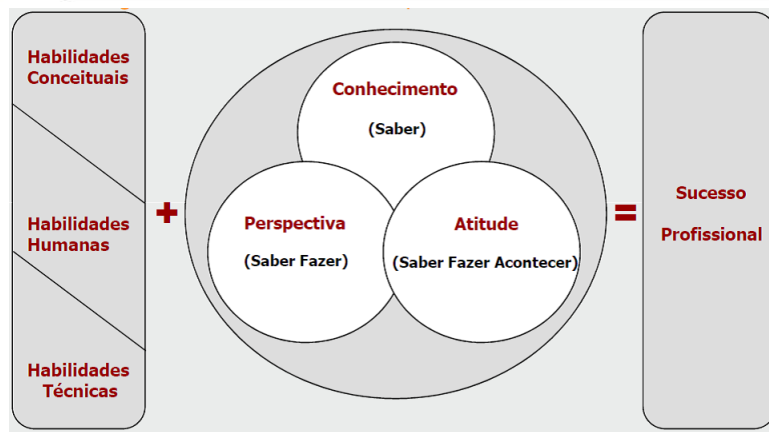 Habilidades
Conceituais
Habilidades
Humanas
Habilidades
Técnicas
+
Conhecimento
(Saber)
Perspectiva
(Saber Fazer)
Atitude
(Saber Fazer Acontecer)
=
Sucesso
Profissional